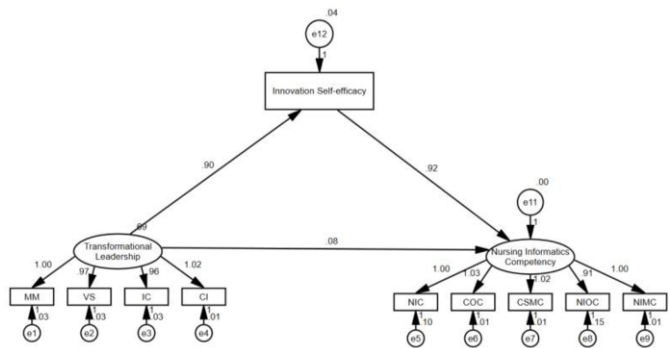 .04
e12
1
Innovation Self-efficacy
.90
.92
.00
e11
1
.69
Transformational
Leadership
.08
Nursing Informatics
Competency
1.00
.97
.96
1.02
1.00
1.03
1.02
.91
1.00
MM
VS
IC
CI
NIC
COC
CSMC
NIOC
NIMC
1
.03
1
.03
1
.03
1
.01
1
.10
1
.01
1
.01
1
.15
1
.01
e1
e2
e3
e4
e5
e6
e7
e8
e9